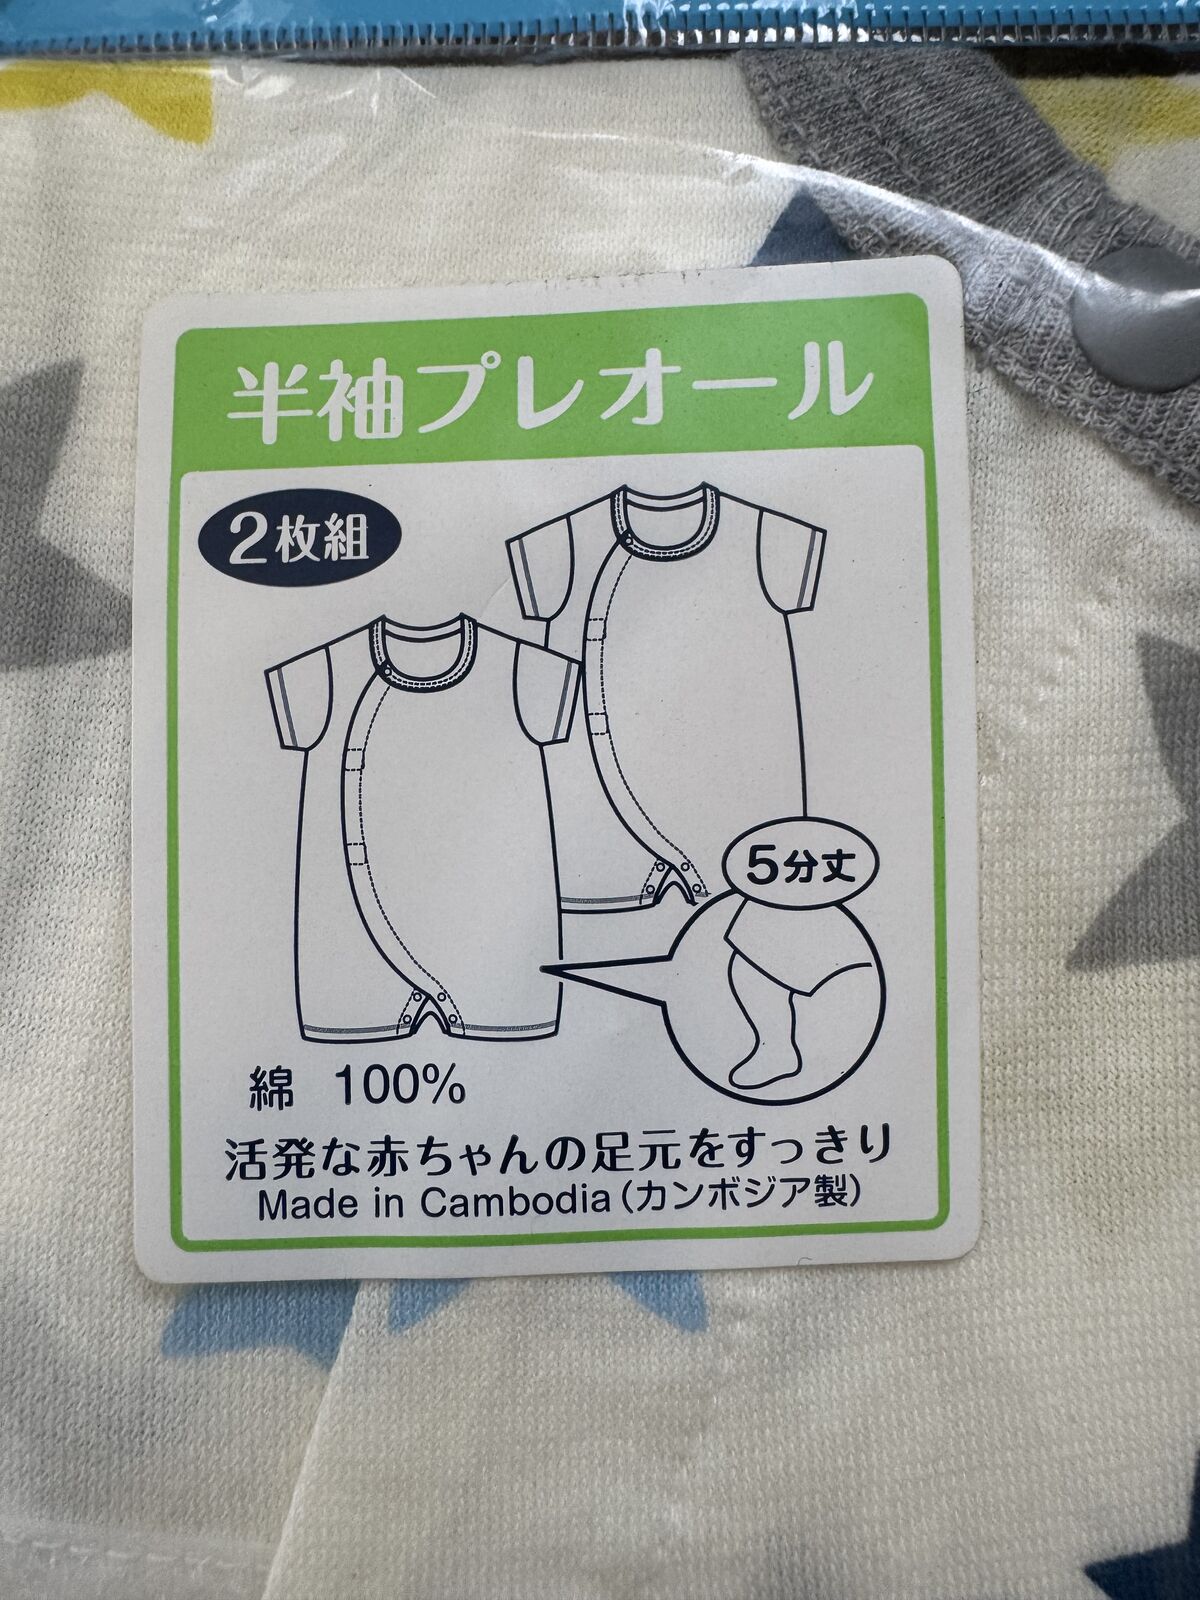 半袖プレオール
2枚組
5分丈
綿 100%
活発な赤ちゃんの足元をすっきり
Made in Cambodia(カンボジア製)